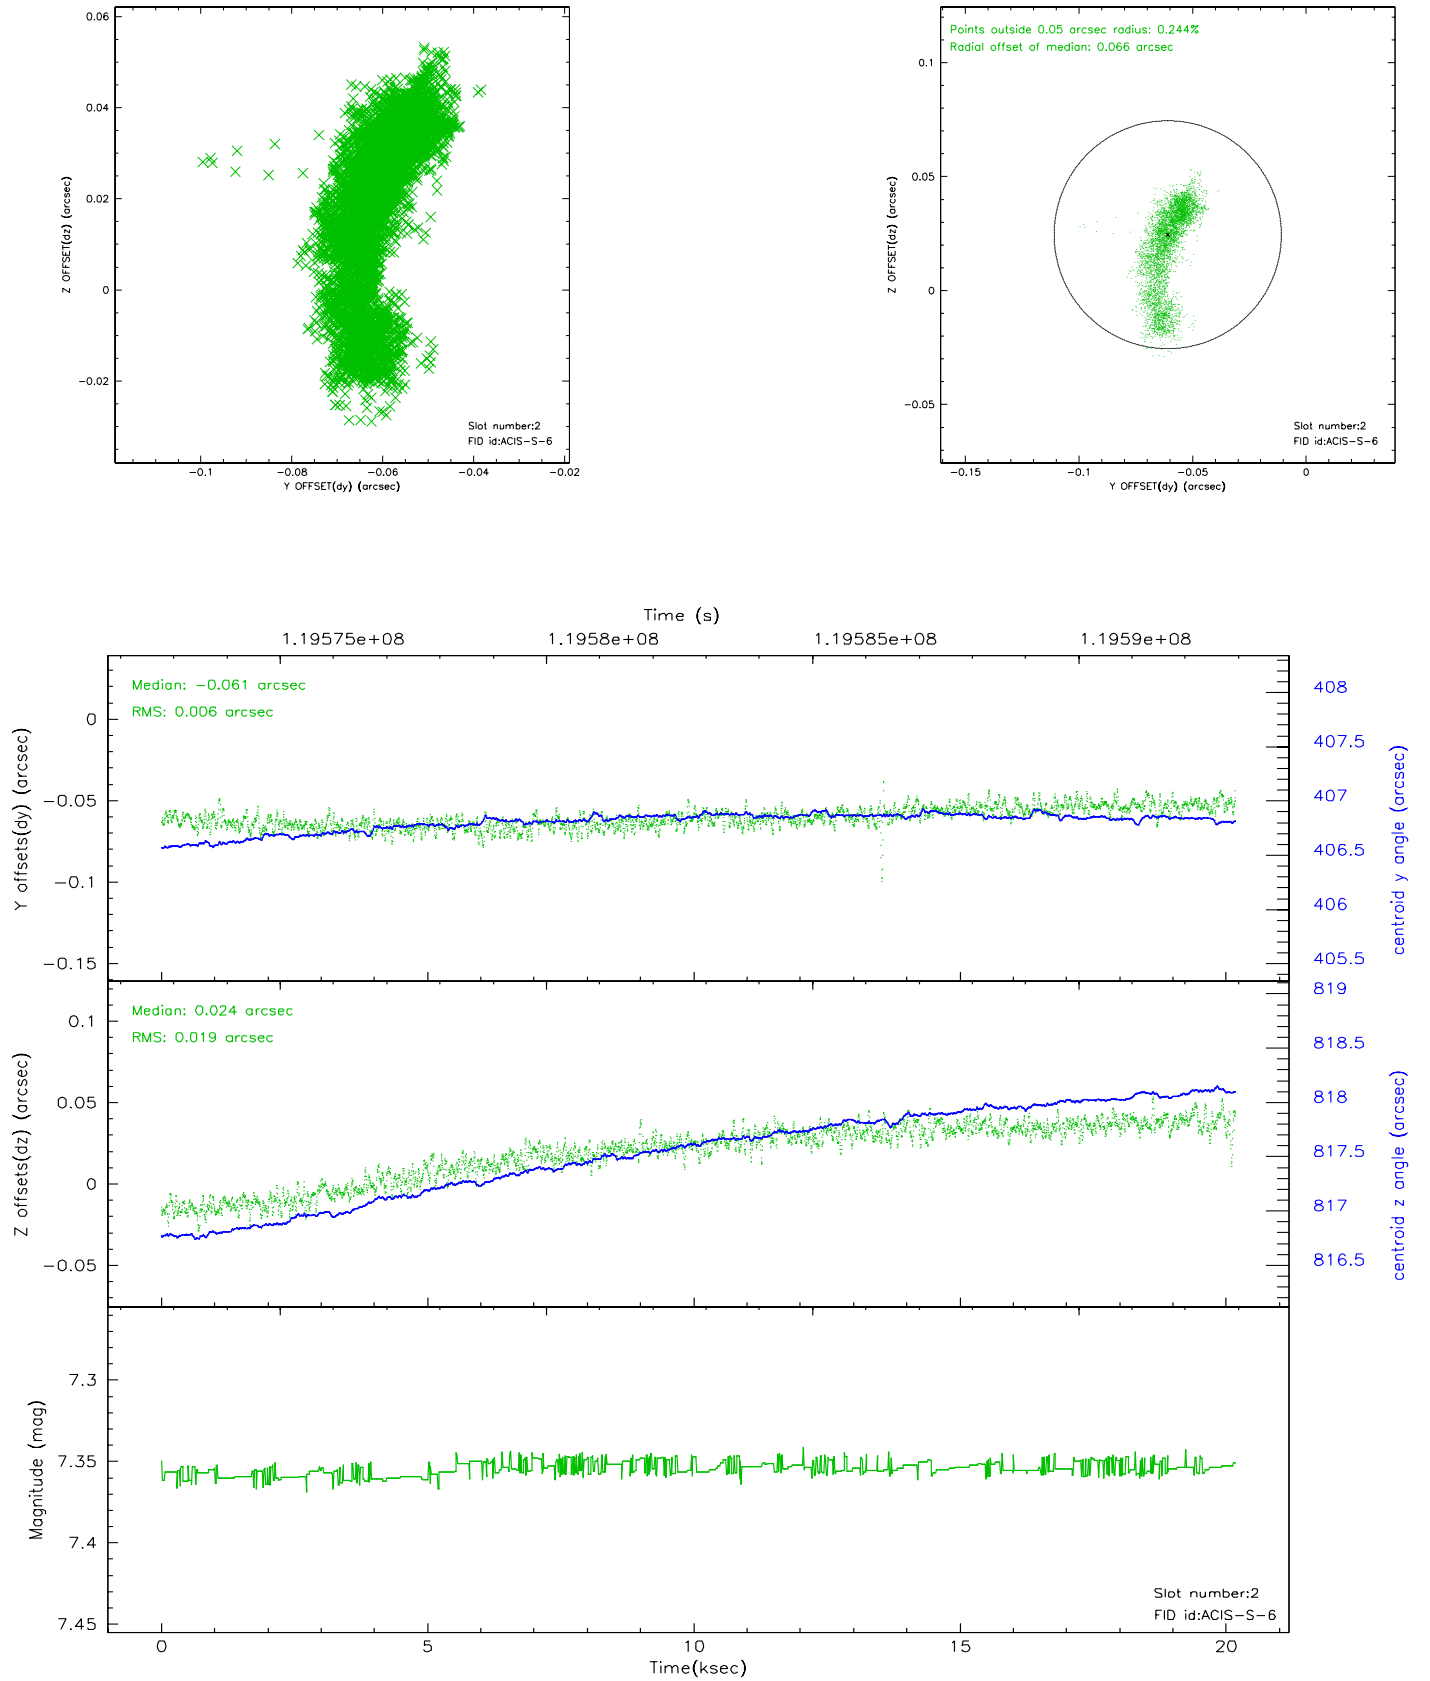 0.06
0.04
0.02
0
−0.02
Z OFFSET(dz) (arcsec)
Slot number:2
FID id:ACIS−S−6
−0.1
−0.08
−0.06
−0.04
−0.02
Y OFFSET(dy) (arcsec)
Points outside 0.05 arcsec radius: 0.244%
Radial offset of median: 0.066 arcsec
0.1
0.05
0
−0.05
Z OFFSET(dz) (arcsec)
Slot number:2
FID id:ACIS−S−6
−0.15
−0.1
−0.05
0
Y OFFSET(dy) (arcsec)
Time (s)
1.19575e+08
1.1958e+08
1.19585e+08
1.1959e+08
Median: −0.061 arcsec
RMS: 0.006 arcsec
0
−0.05
−0.1
−0.15
Y offsets(dy) (arcsec)
408
407.5
407
406.5
406
405.5
centroid y angle (arcsec)
Median: 0.024 arcsec
RMS: 0.019 arcsec
0.1
0.05
0
−0.05
Z offsets(dz) (arcsec)
819
818.5
818
817.5
817
816.5
centroid z angle (arcsec)
7.3
7.35
7.4
7.45
Magnitude (mag)
Slot number:2
FID id:ACIS−S−6
0
5
10
15
20
Time(ksec)